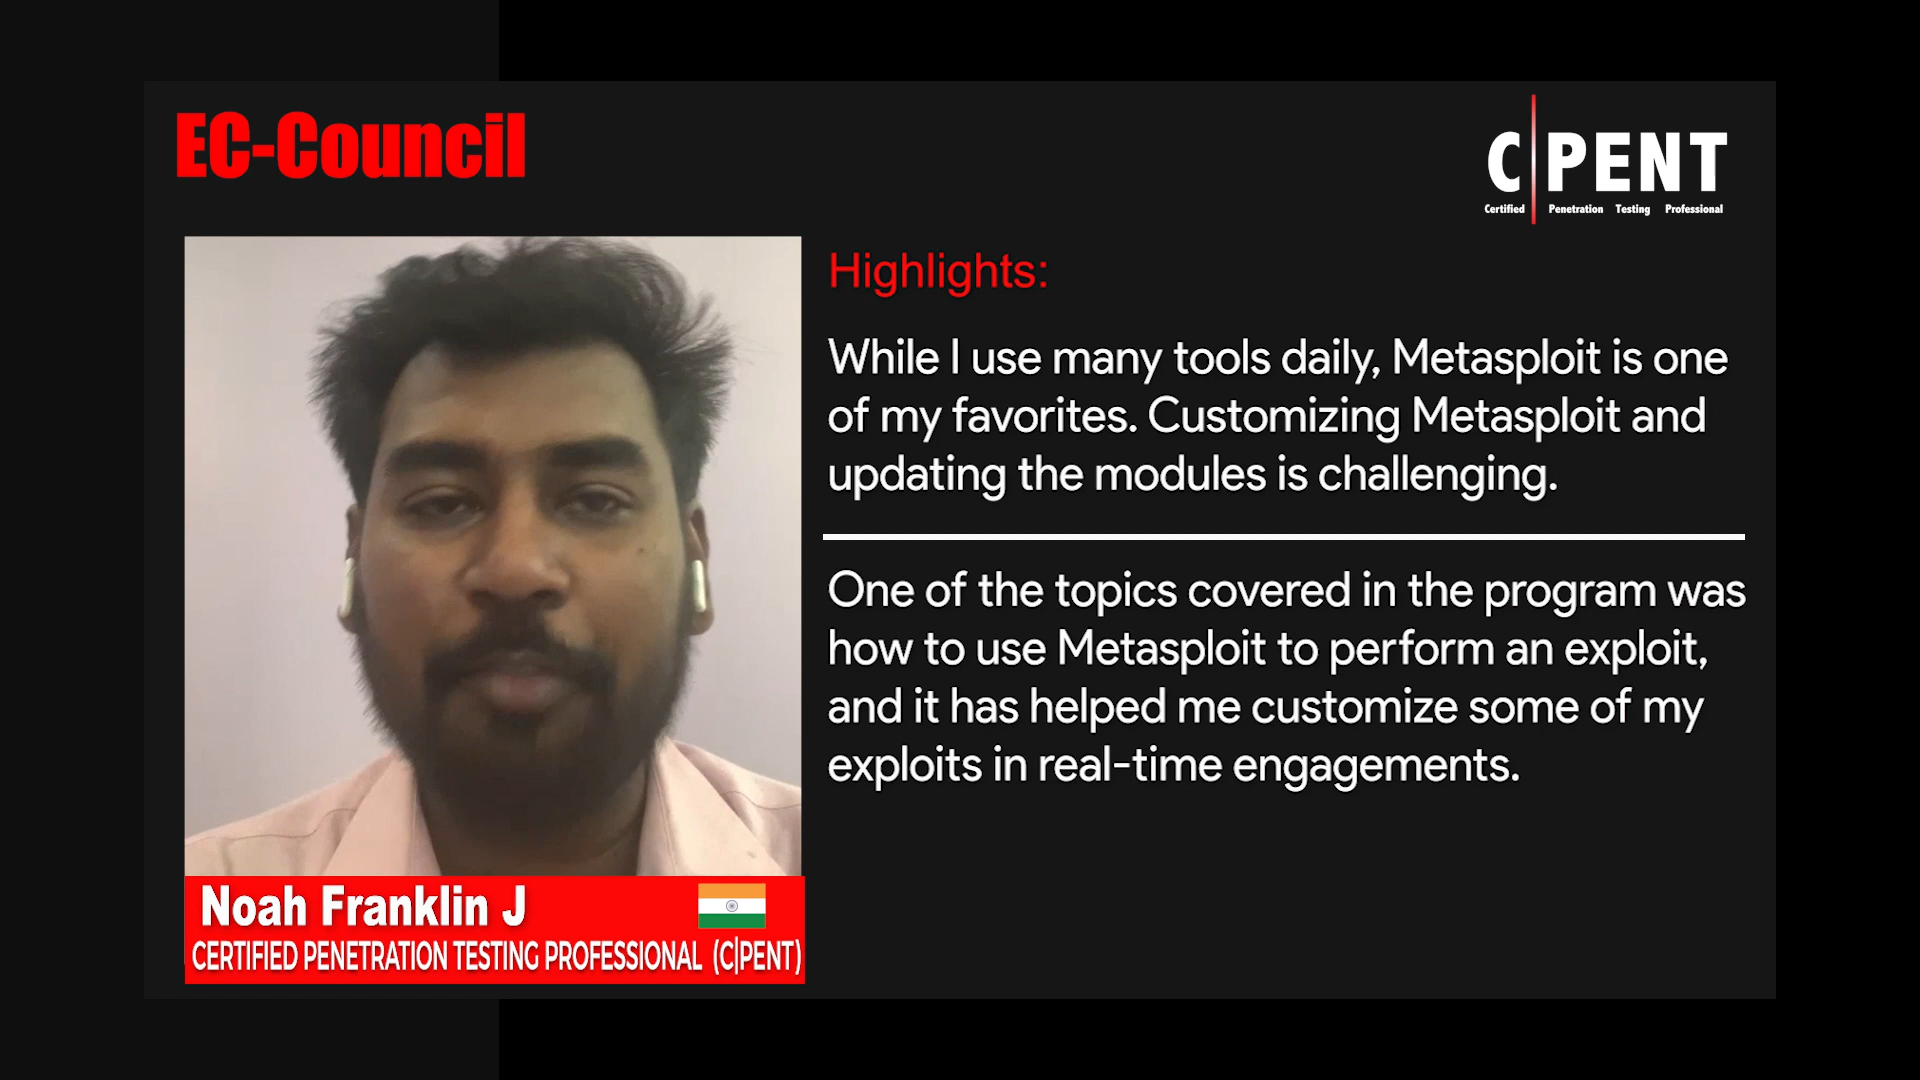 EC-Council
C|PENT
Certified Penetration Testing Professional
Highlights:
While I use many tools daily, Metasploit is one
of my favorites. Customizing Metasploit and
updating the modules is challenging.
One of the topics covered in the program was
how to use Metasploit to perform an exploit,
and it has helped me customize some of my
exploits in real-time engagements.
Noah Franklin J
CERTIFIED PENETRATION TESTING PROFESSIONAL (C|PENT)